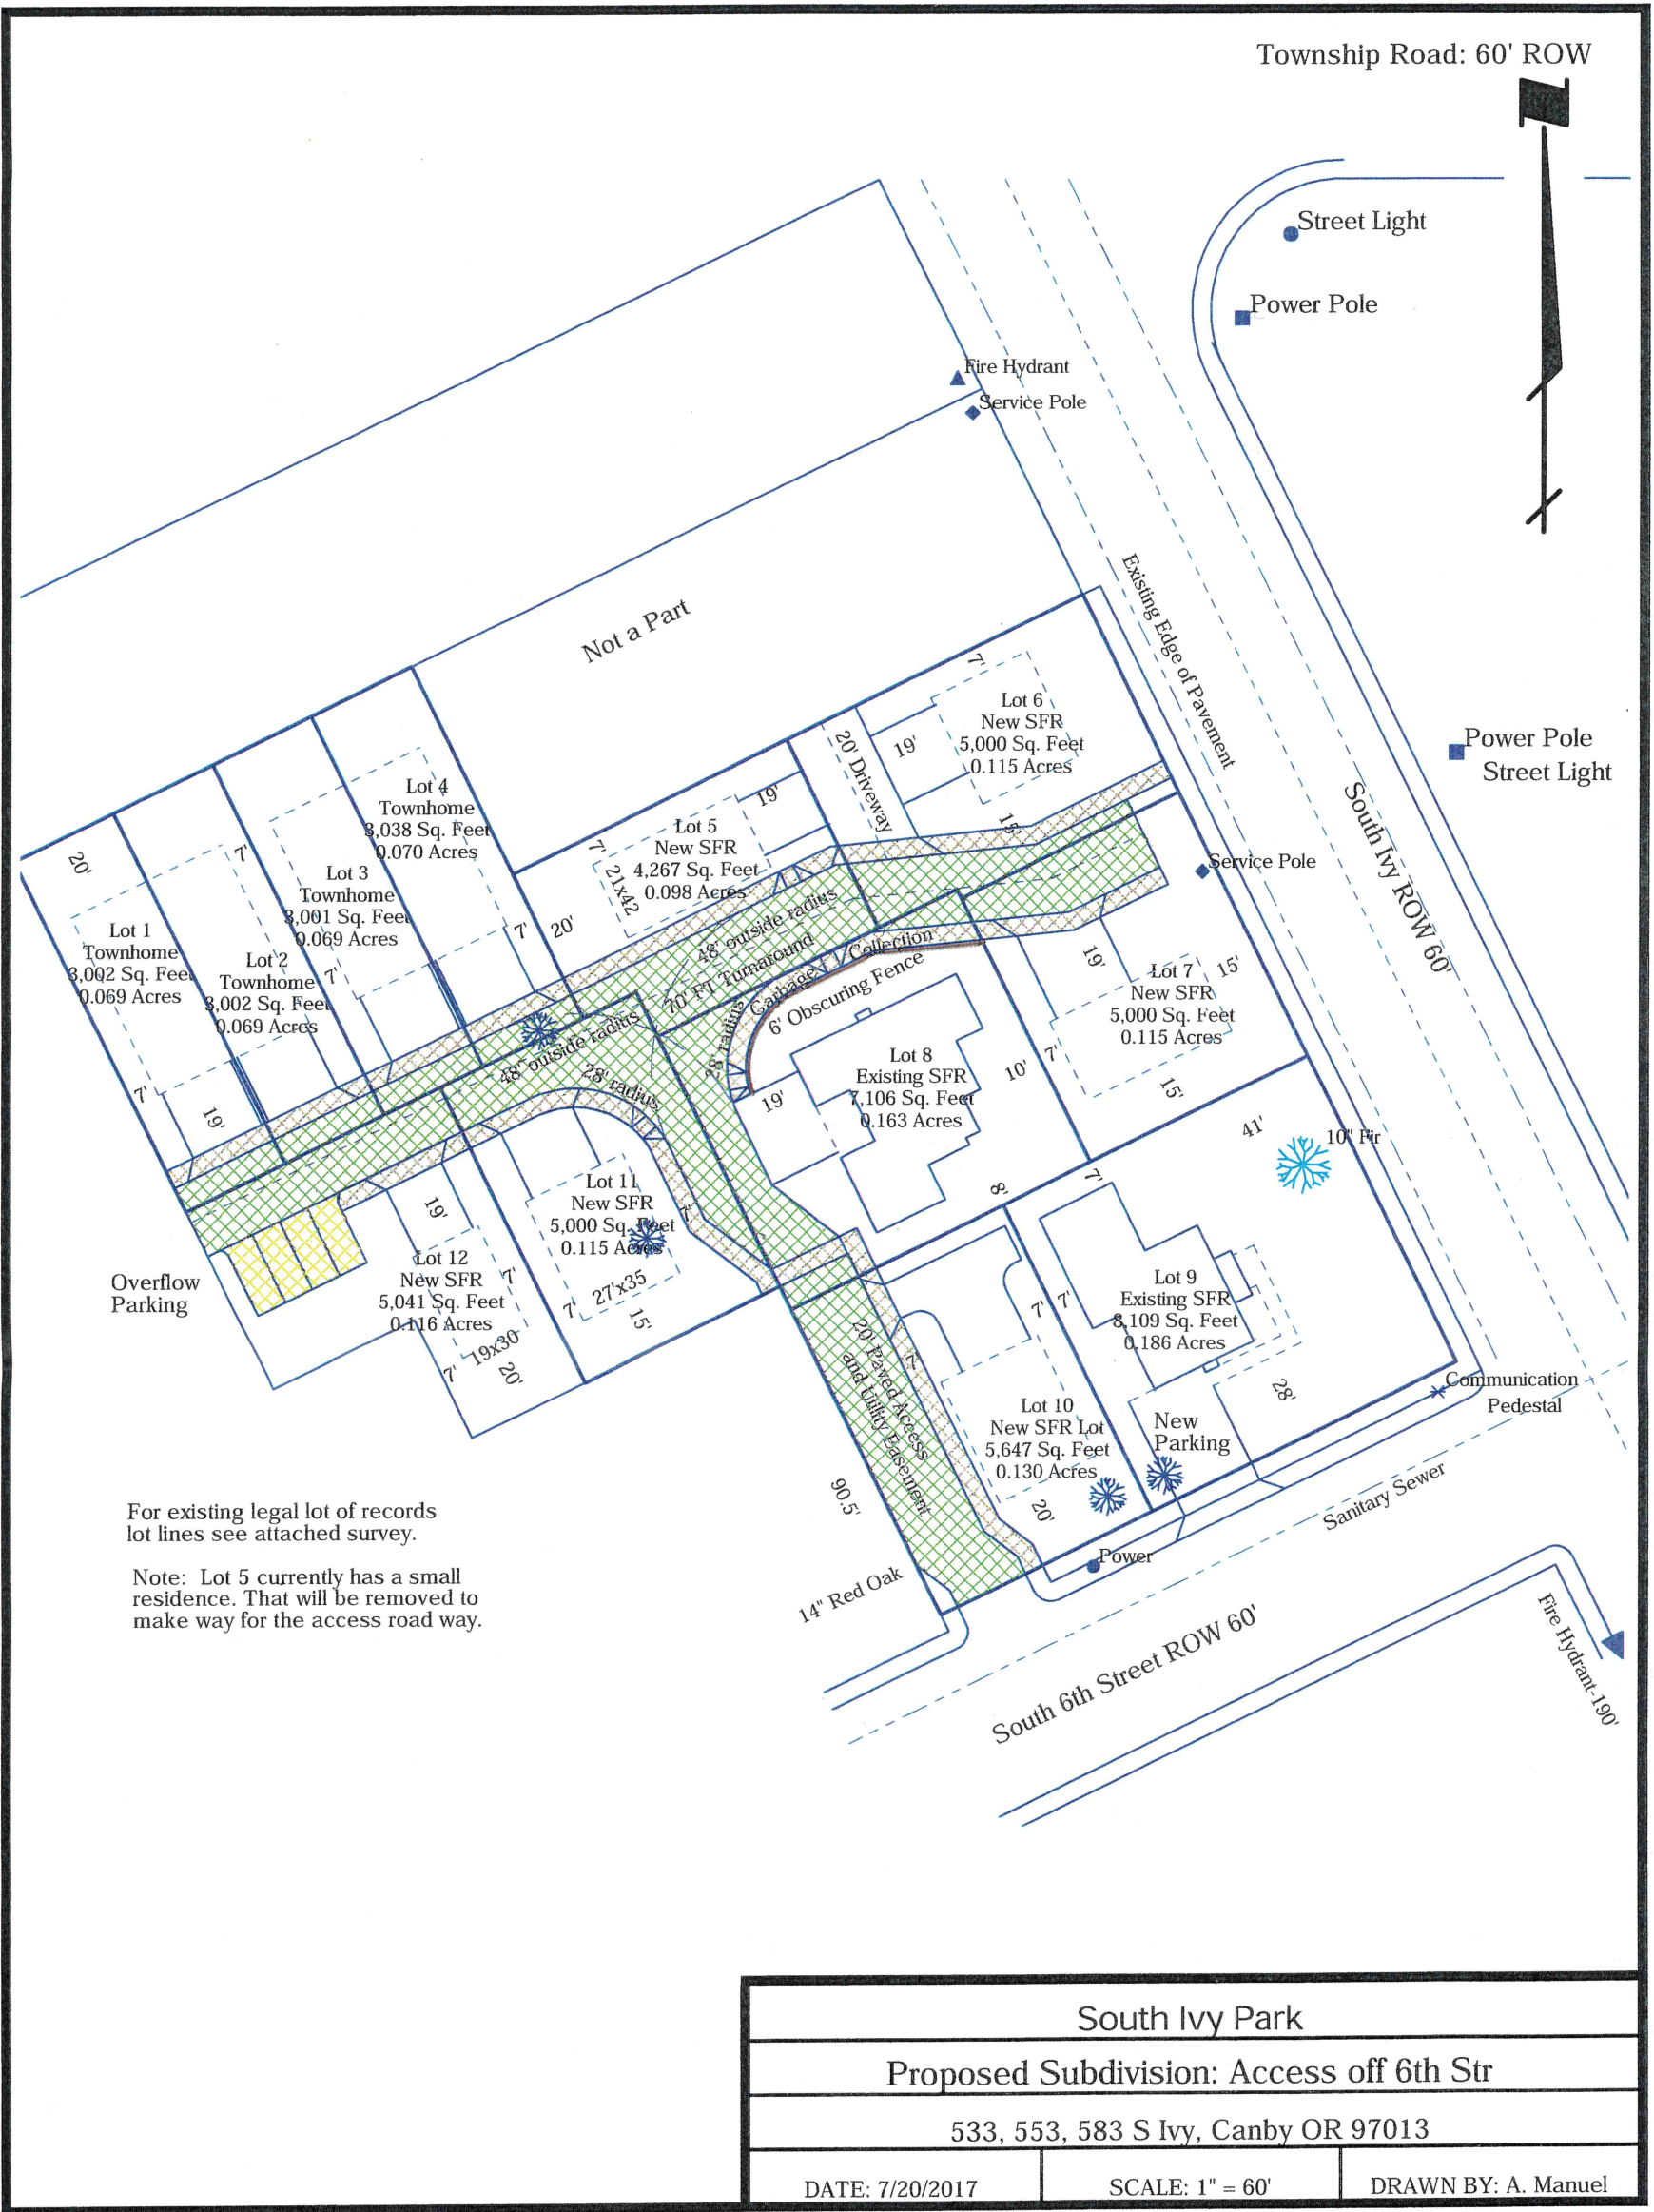 Township Road: 60' ROW
Street Light
Power Pole
Fire Hydrant
Service Pole
Existing Edge of Pavement
Not a Part
South Ivy ROW 60'
Power Pole
Street Light
Lot 6
New SFR
5,000 Sq. Feet
0.115 Acres
7'
19'
15'
20' Driveway
Lot 5
New SFR
4,267 Sq. Feet
0.098 Acres
19'
7'
21x42
20'
Lot 4
Townhome
3,038 Sq. Feet
0.070 Acres
7'
Lot 3
Townhome
3,001 Sq. Feet
0.069 Acres
7'
7'
Lot 2
Townhome
3,002 Sq. Feet
0.069 Acres
Lot 1
Townhome
3,002 Sq. Feet
0.069 Acres
20'
7'
19'
48' outside radius
70' FT Turnaround
Garbage Collection
6' Obscuring Fence
28' radius
48' outside radius
28' radius
Service Pole
Lot 7
New SFR
5,000 Sq. Feet
0.115 Acres
19'
15'
7'
15'
Lot 8
Existing SFR
7,106 Sq. Feet
0.163 Acres
19'
10'
8'
41'
10" Fir
7'
Lot 9
Existing SFR
8,109 Sq. Feet
0.186 Acres
7'
7'
28'
New
Parking
Communication
Pedestal
Lot 10
New SFR Lot
5,647 Sq. Feet
0.130 Acres
7'
20'
20' Paved Access
and Utility Easement
90.5'
Lot 11
New SFR
5,000 Sq. Feet
0.115 Acres
27'x35
7'
7'
15'
Lot 12
New SFR
5,041 Sq. Feet
0.116 Acres
19'
7'
19x30
20'
Overflow
Parking
Sanitary Sewer
Power
14" Red Oak
South 6th Street ROW 60'
Fire Hydrant-190'
For existing legal lot of records
lot lines see attached survey.
Note: Lot 5 currently has a small
residence. That will be removed to
make way for the access road way.
South Ivy Park
Proposed Subdivision: Access off 6th Str
533, 553, 583 S Ivy, Canby OR 97013
DATE: 7/20/2017
SCALE: 1" = 60'
DRAWN BY: A. Manuel